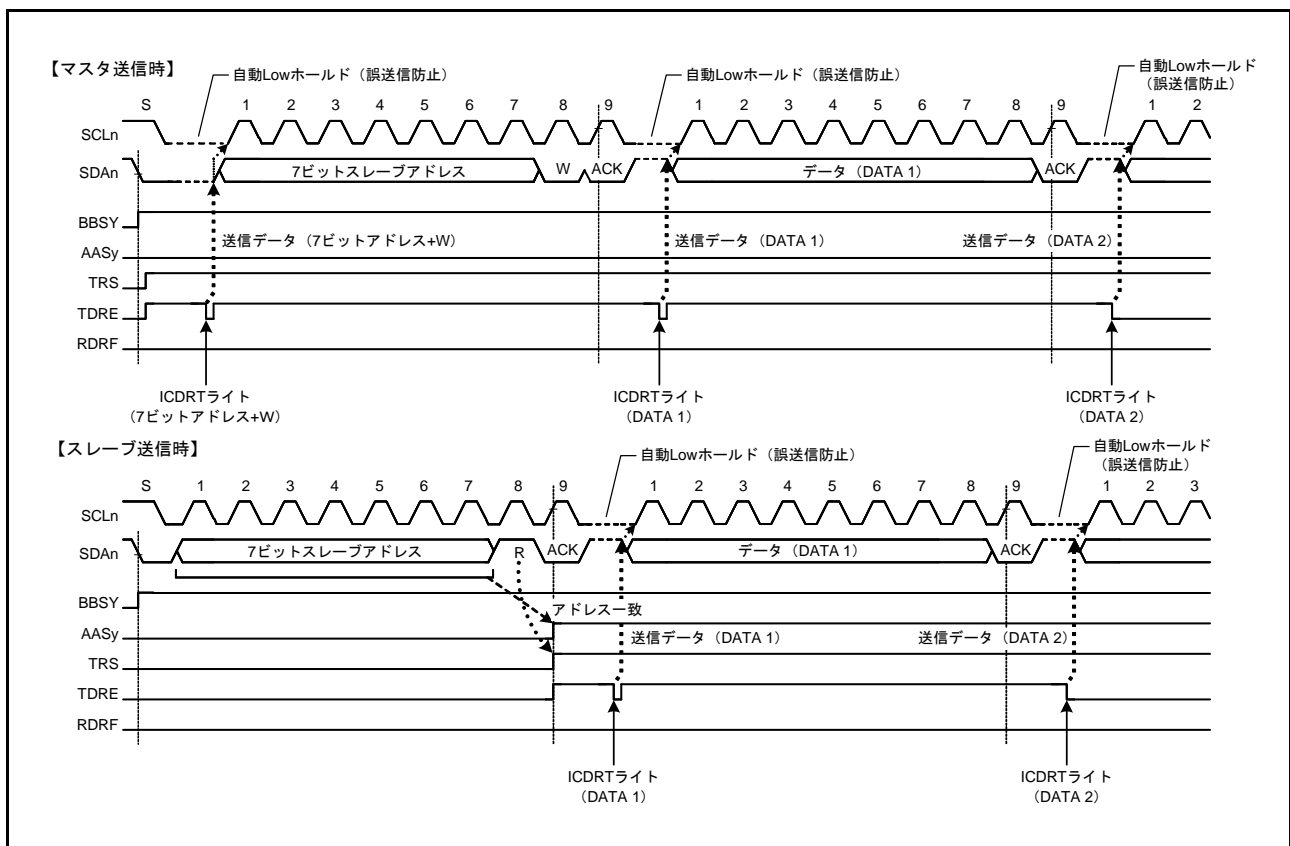 【マスタ送信時】
自動Lowホールド（誤送信防止）
自動Lowホールド（誤送信防止）
自動Lowホールド
（誤送信防止）
S 1 2 3 4 5 6 7 8 9 1 2 3 4 5 6 7 8 9 1 2
SCLn
SDAn 7ビットスレーブアドレス W ACK データ（DATA 1） ACK
BBSY
送信データ（7ビットアドレス+W） 送信データ（DATA 1） 送信データ（DATA 2）
AASy
TRS
TDRE
RDRF
ICDRTライト
（7ビットアドレス+W）
ICDRTライト
（DATA 1）
ICDRTライト
（DATA 2）
【スレーブ送信時】
自動Lowホールド（誤送信防止）
自動Lowホールド
（誤送信防止）
S 1 2 3 4 5 6 7 8 9 1 2 3 4 5 6 7 8 9 1 2 3
SCLn
SDAn 7ビットスレーブアドレス R ACK データ（DATA 1） ACK
BBSY
アドレス一致
AASy
送信データ（DATA 1） 送信データ（DATA 2）
TRS
TDRE
RDRF
ICDRTライト
（DATA 1）
ICDRTライト
（DATA 2）